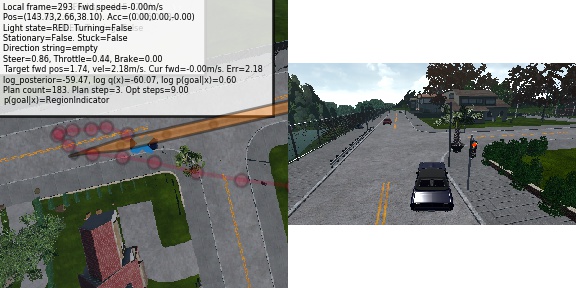 Local frame=293. Fwd speed=-0.00m/s
Pos=(143.73,2.66,38.10). Acc=(0.00,0.00,-0.00)
Light state=RED. Turning=False
Stationary=False. Stuck=False
Direction string=empty
Steer=0.86, Throttle=0.44, Brake=0.00
Target fwd pos=1.74, vel=2.18m/s. Cur fwd=-0.00m/s. Err=2.18
log_posterior=-59.47, log q(x)=-60.07, log p(goal|x)=0.60
Plan count=183. Plan step=3. Opt steps=9.00
p(goal|x)=RegionIndicator